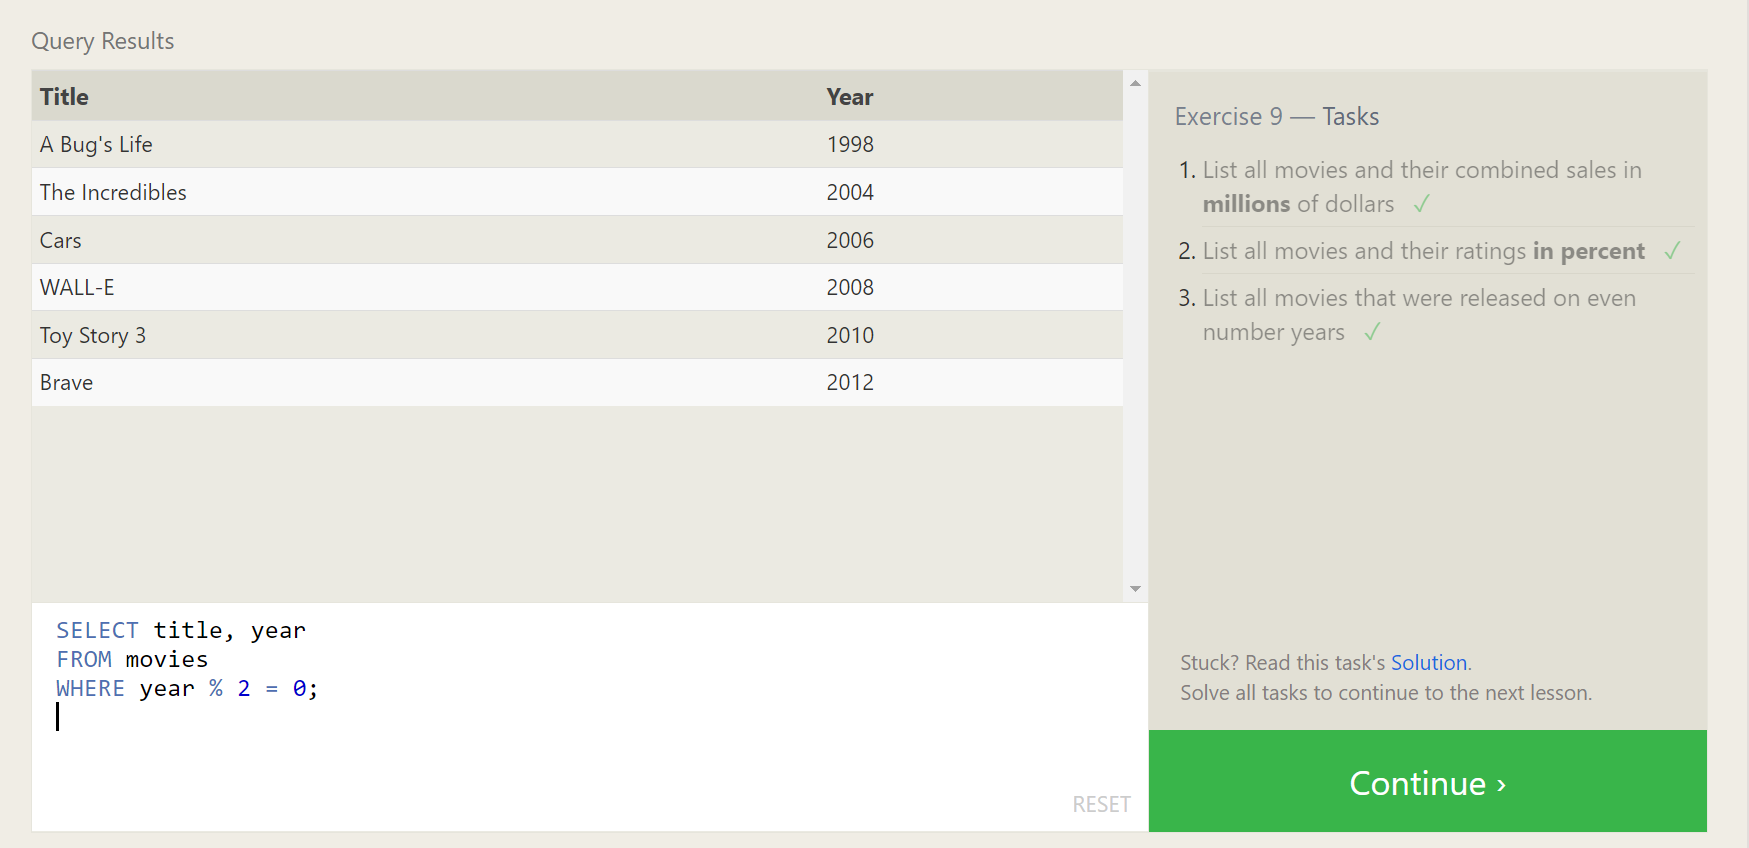 Query Results
Title Year
A Bug's Life 1998
The Incredibles 2004
Cars 2006
WALL-E 2008
Toy Story 3 2010
Brave 2012
SELECT title, year
FROM movies
WHERE year % 2 = 0;
RESET
Exercise 9 — Tasks
1. List all movies and their combined sales in
millions of dollars ✓
2. List all movies and their ratings in percent ✓
3. List all movies that were released on even
number years ✓
Stuck? Read this task's Solution.
Solve all tasks to continue to the next lesson.
Continue ›